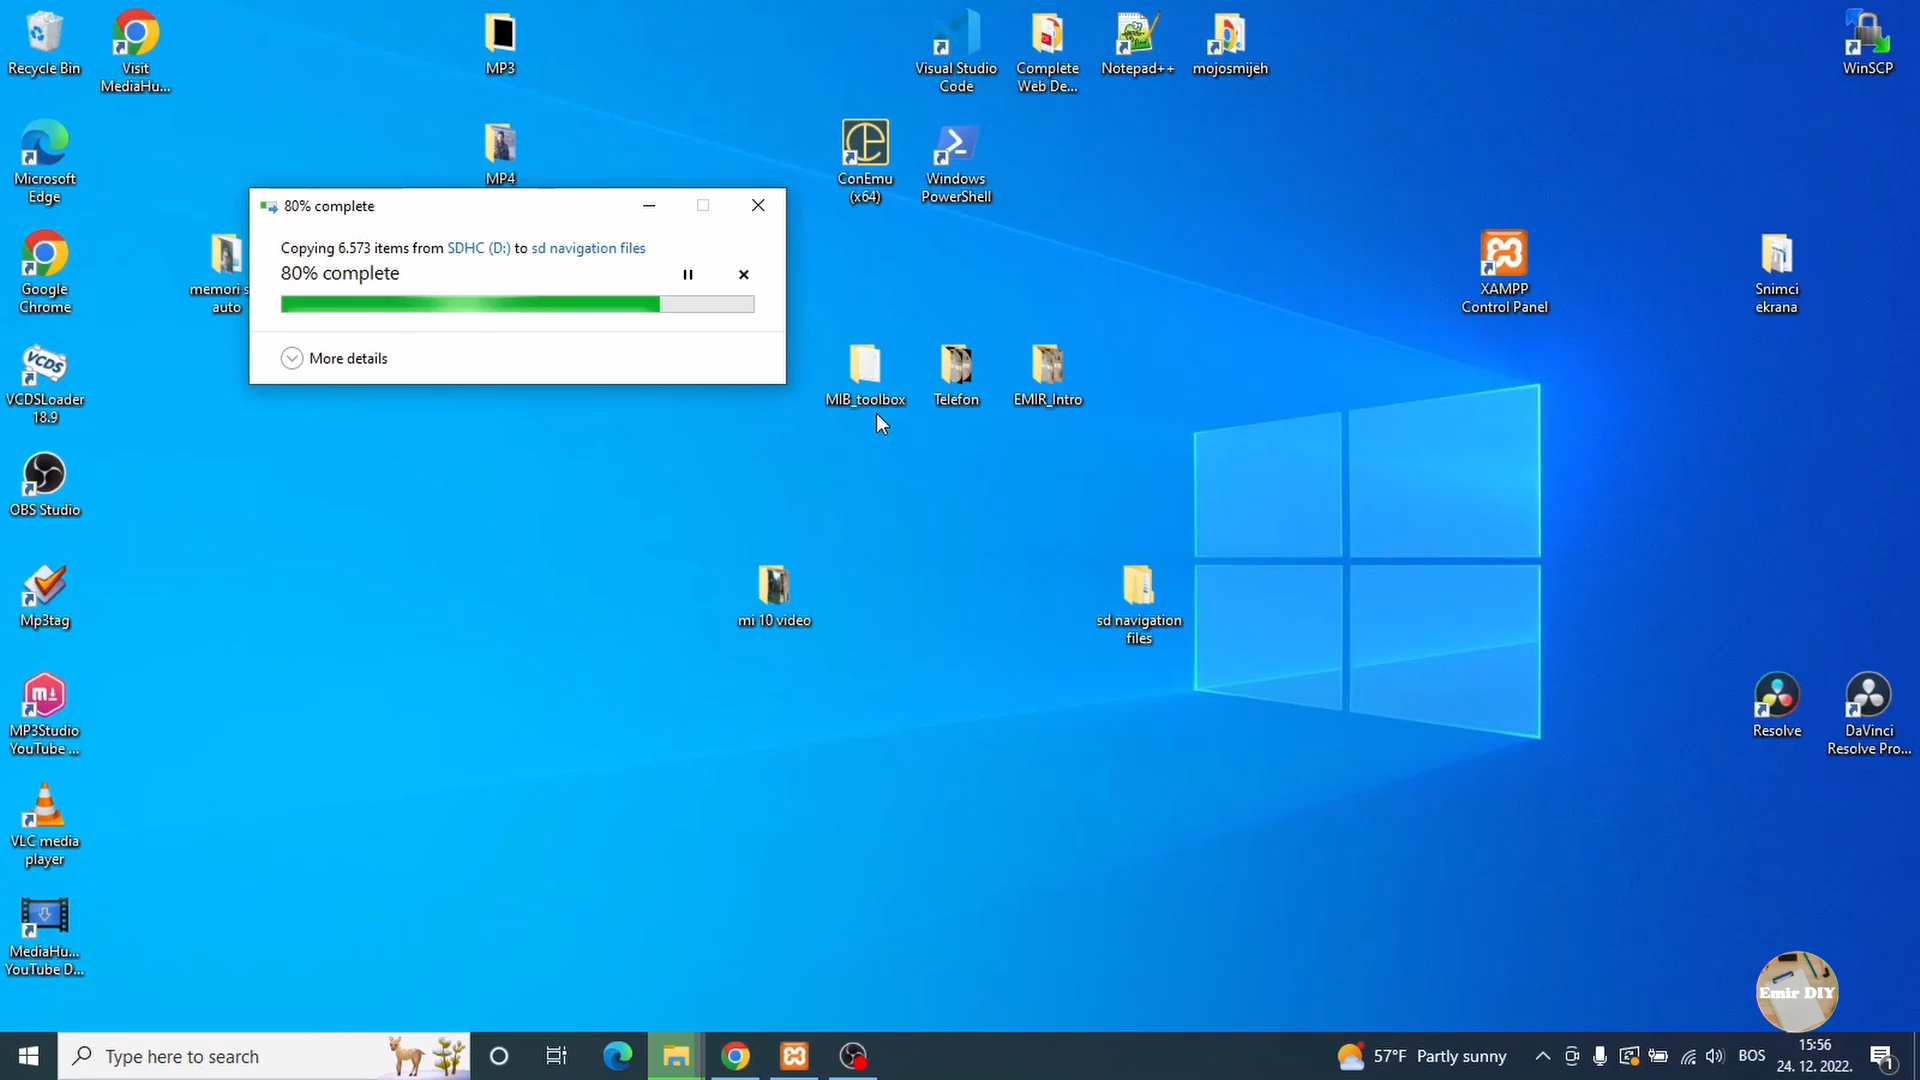 Recycle Bin
Visit
MediaHu...
MP3
Visual Studio
Code
Complete
Web De...
Notepad++
mojosmijeh
WinSCP
Microsoft
Edge
MP4
ConEmu
(x64)
Windows
PowerShell
80% complete
Copying 6.573 items from SDHC (D:) to sd navigation files
80% complete
More details
Google
Chrome
memori s
auto
XAMPP
Control Panel
Snimci
ekrana
VCDS
VCDSLoader
18.9
MIB_toolbox
Telefon
EMIR_Intro
OBS Studio
Mp3tag
mi 10 video
sd navigation
files
MP3Studio
YouTube ...
Resolve
DaVinci
Resolve Pro...
VLC media
player
MediaHu...
YouTube D...
Emir DIY
Type here to search
57°F Partly sunny
BOS
15:56
24. 12. 2022.
1